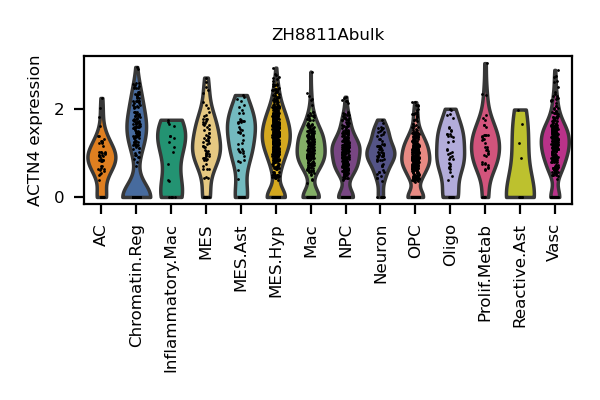 ZH8811Abulk
ACTN4 expression
2
0
AC
Chromatin.Reg
Inflammatory.Mac
MES
MES.Ast
MES.Hyp
Mac
NPC
Neuron
OPC
Oligo
Prolif.Metab
Reactive.Ast
Vasc